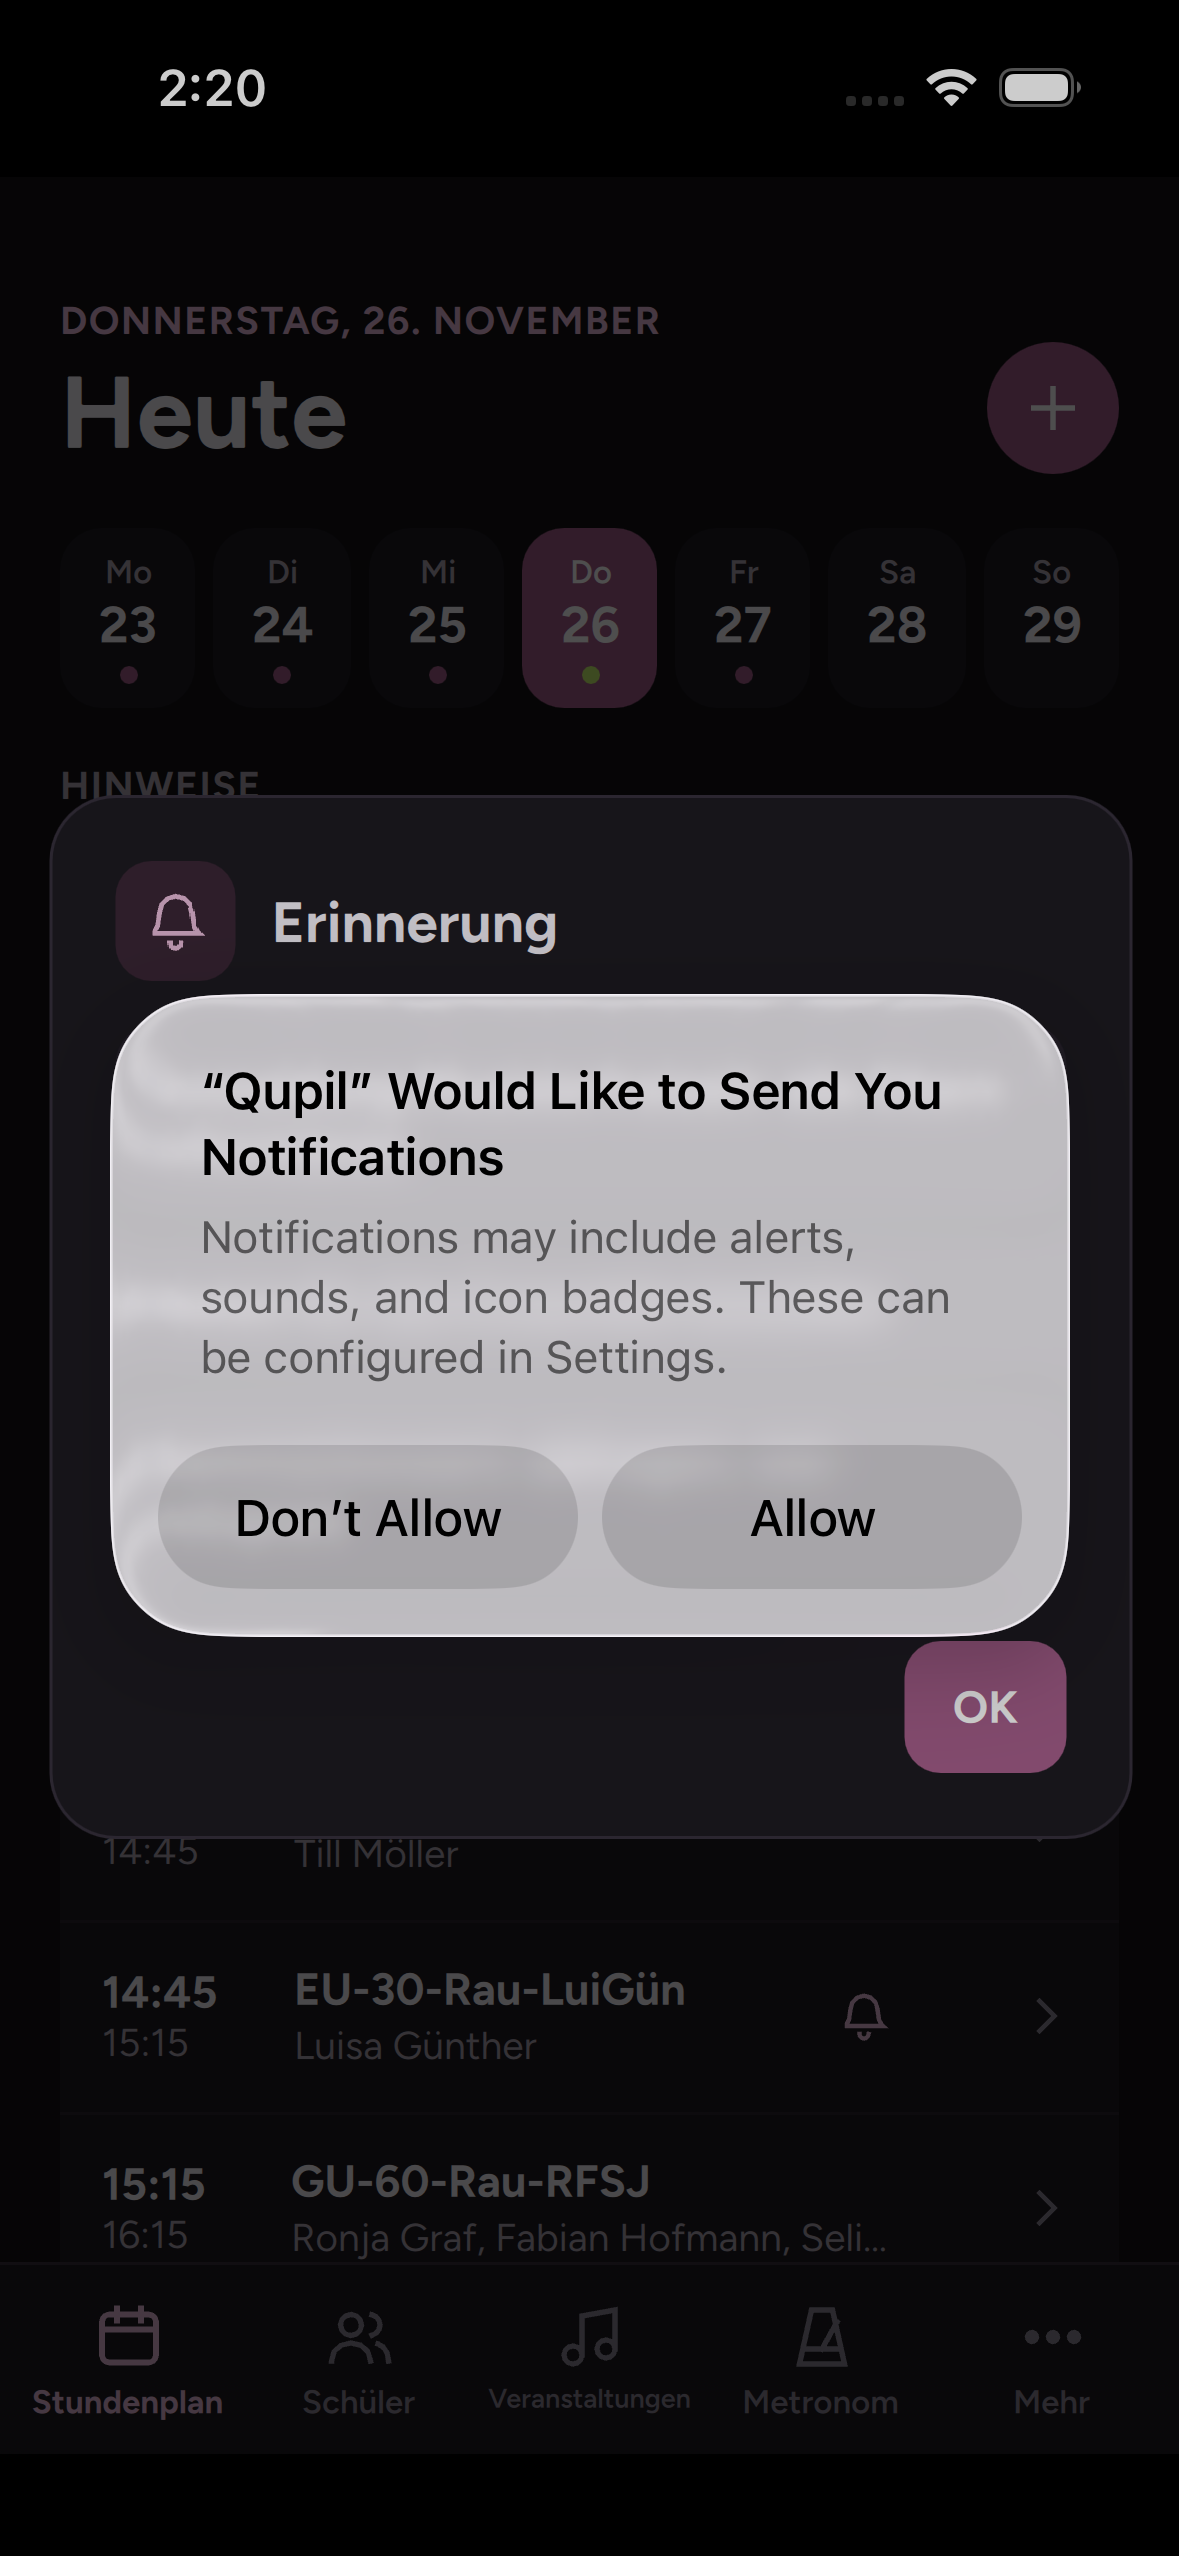 2:20
DONNERSTAG, 26. NOVEMBER
Heute
Mo Di Mi Do Fr Sa So
23 24 25 26 27 28 29
HINWEISE
Erinnerung
“Qupil” Would Like to Send You
Notifications
Notifications may include alerts,
sounds, and icon badges. These can
be configured in Settings.
Don’t Allow Allow
OK
14:45 Till Möller
14:45 EU-30-Rau-LuiGün
15:15 Luisa Günther
15:15 GU-60-Rau-RFSJ
16:15 Ronja Graf, Fabian Hofmann, Seli...
Stundenplan Schüler Veranstaltungen Metronom Mehr